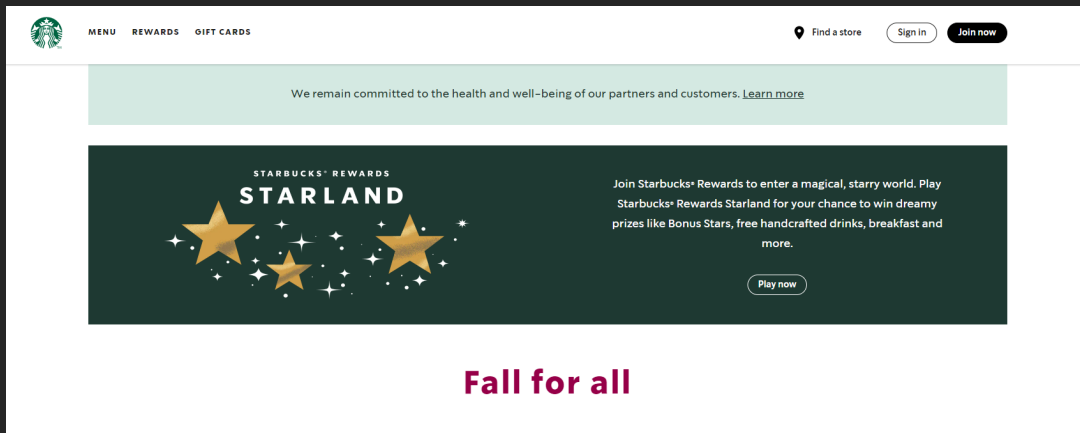 MENU REWARDS GIFT CARDS Find a store Sign in Join now
We remain committed to the health and well-being of our partners and customers. Learn more
STARBUCKS® REWARDS
STARLAND
Join Starbucks® Rewards to enter a magical, starry world. Play
Starbucks® Rewards Starland for your chance to win dreamy
prizes like Bonus Stars, free handcrafted drinks, breakfast and
more.
Play now
Fall for all